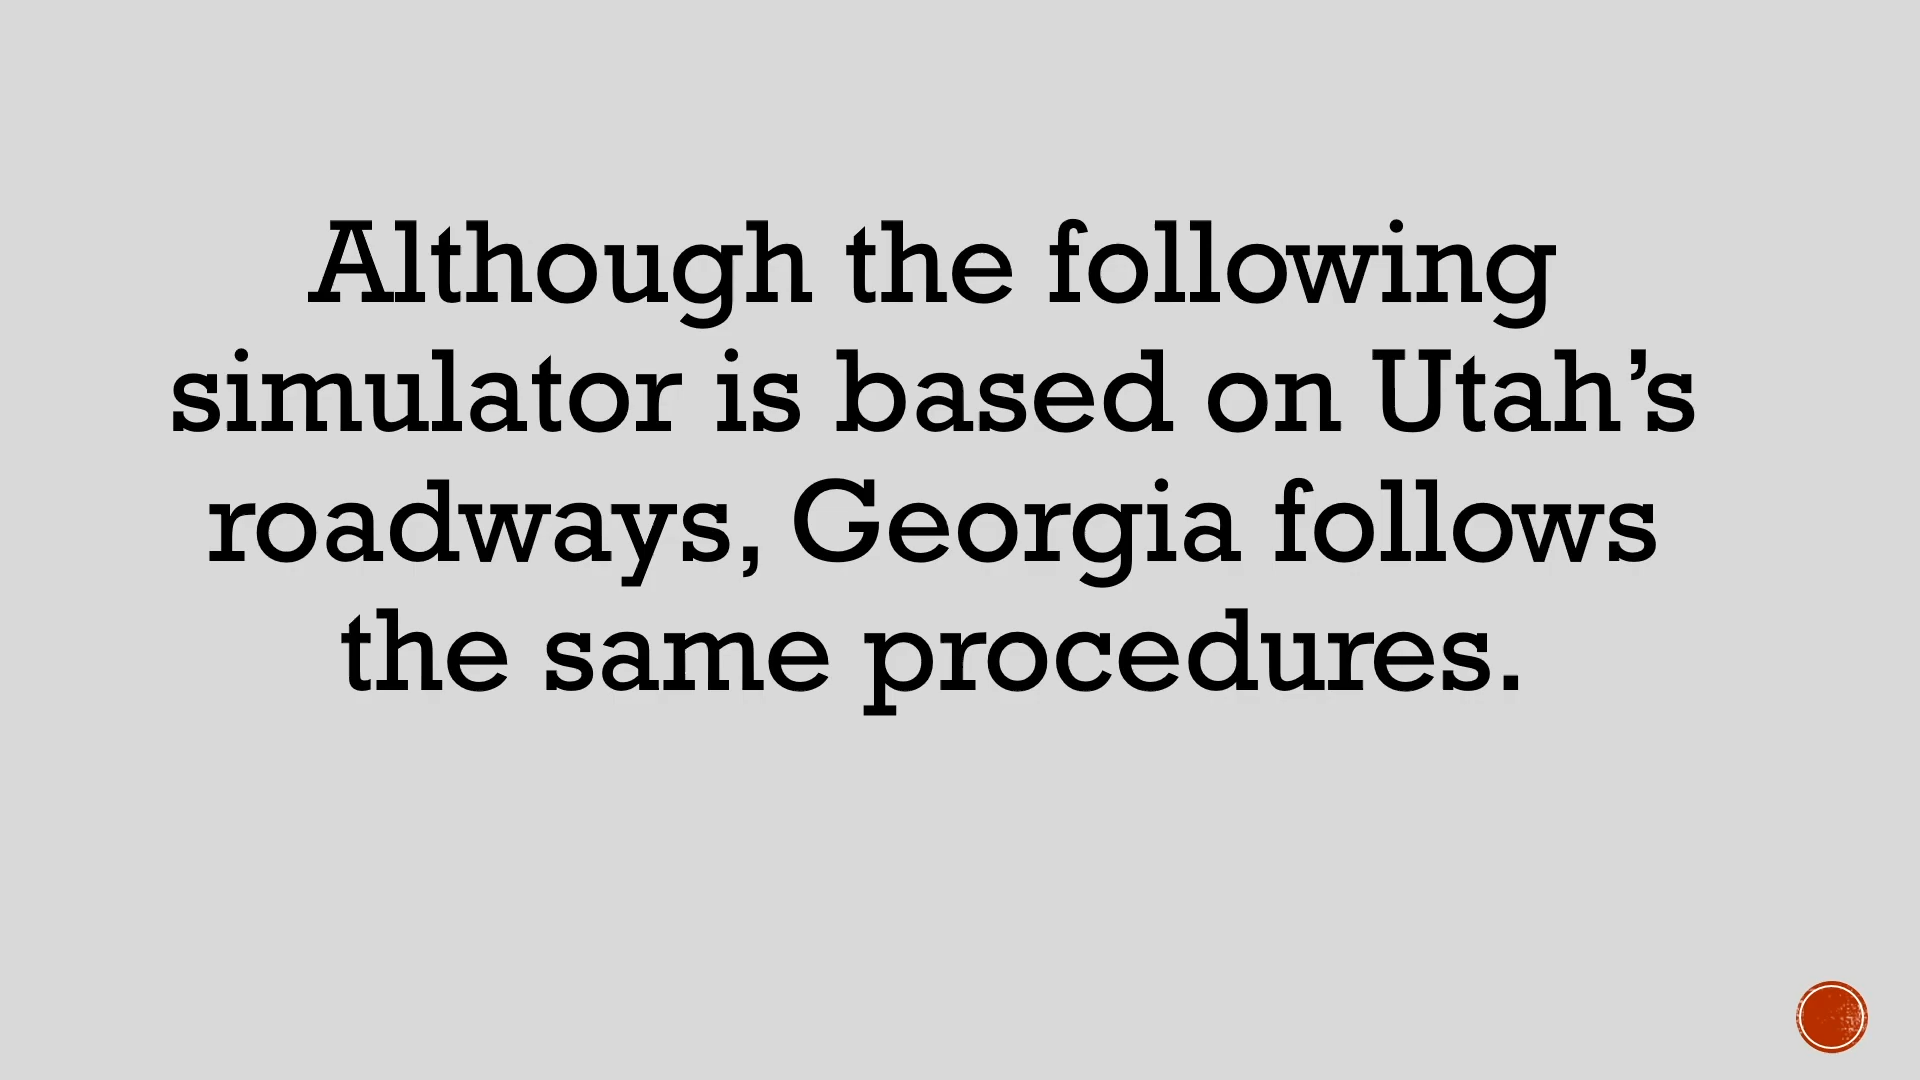 Although the following
simulator is based on Utah’s
roadways, Georgia follows
the same procedures.